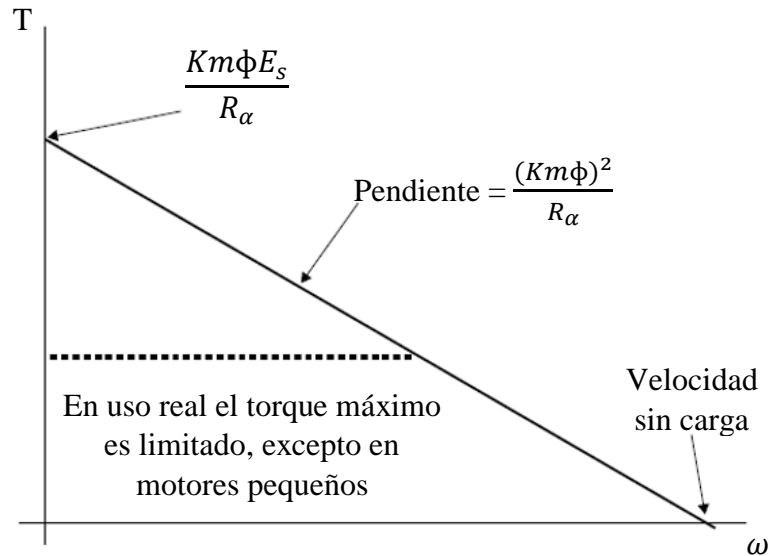 T
KmϕE_s / R_α
Pendiente = (Kmϕ)² / R_α
En uso real el torque máximo
es limitado, excepto en
motores pequeños
Velocidad
sin carga
ω